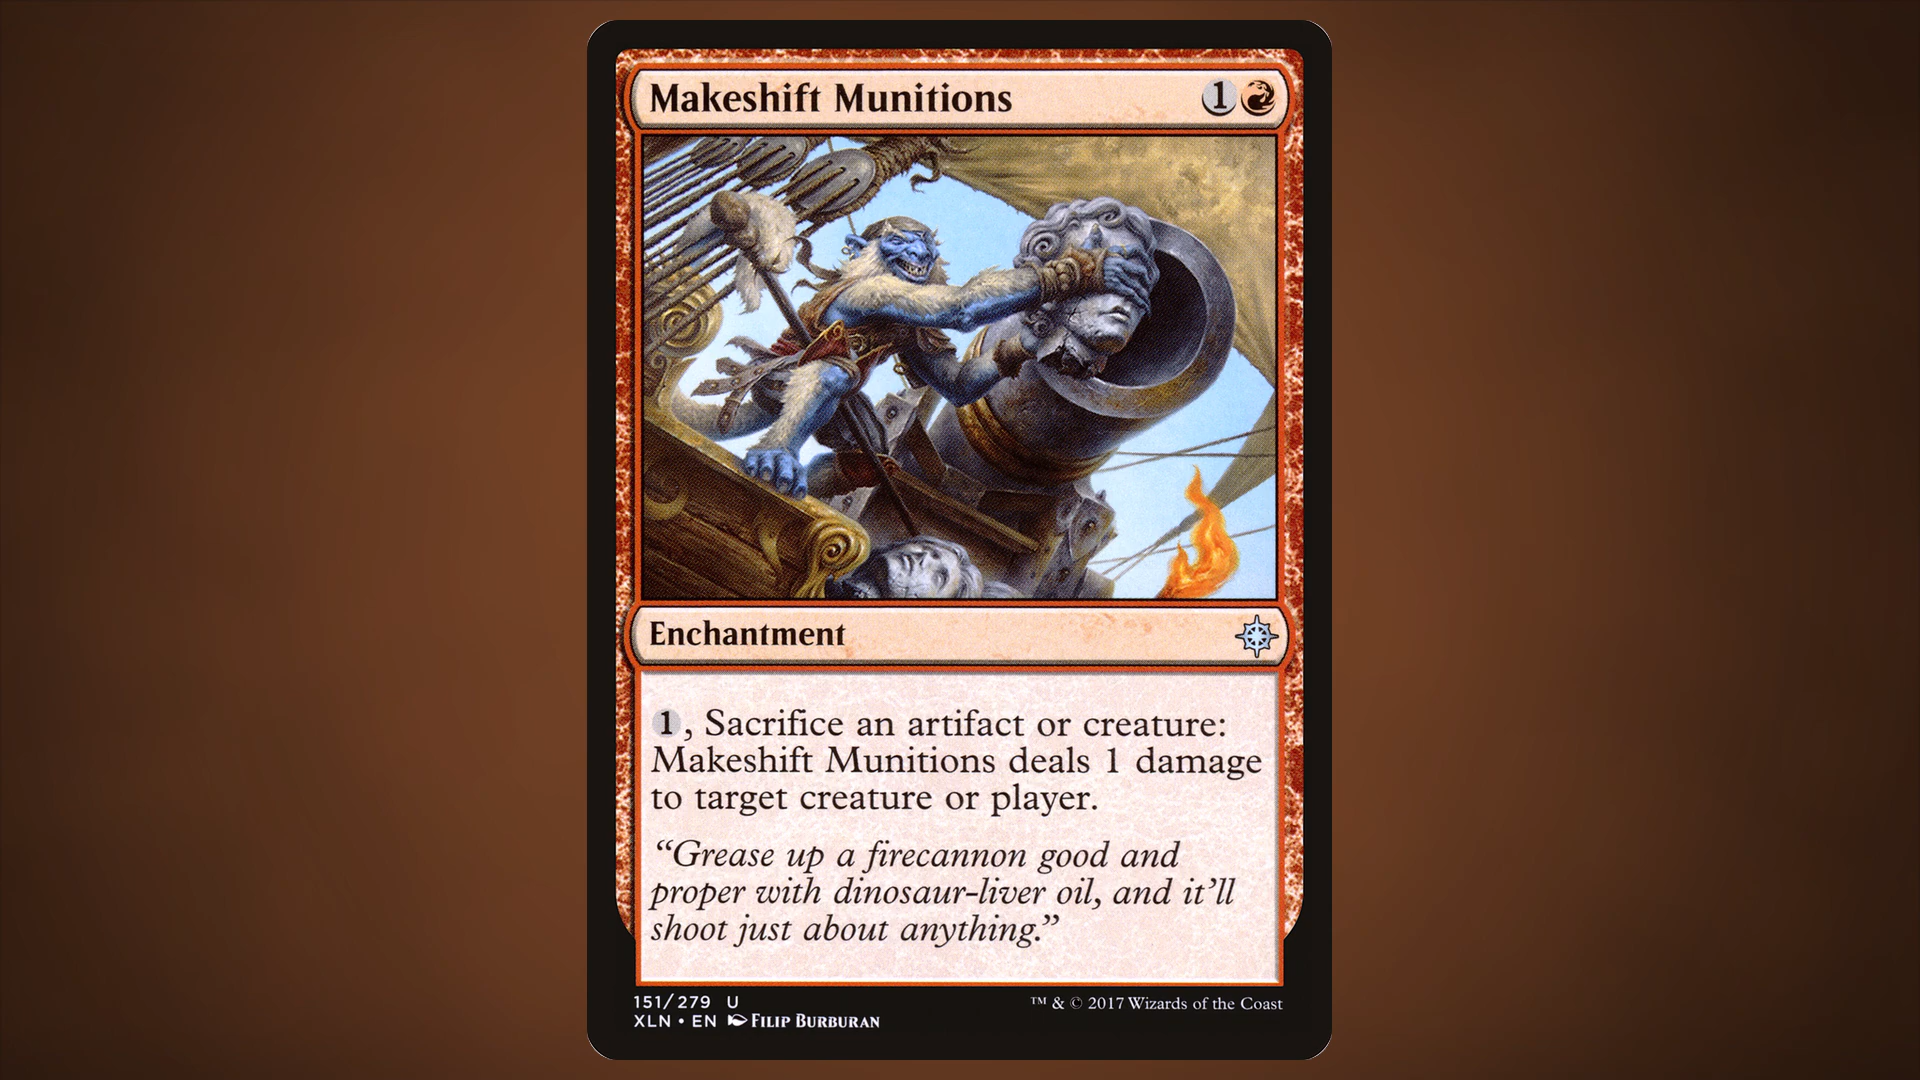 Makeshift Munitions 1
Enchantment
1, Sacrifice an artifact or creature:
Makeshift Munitions deals 1 damage
to target creature or player.
“Grease up a firecannon good and
proper with dinosaur-liver oil, and it’ll
shoot just about anything.”
151/279 U
XLN • EN Filip Burburan
™ & © 2017 Wizards of the Coast